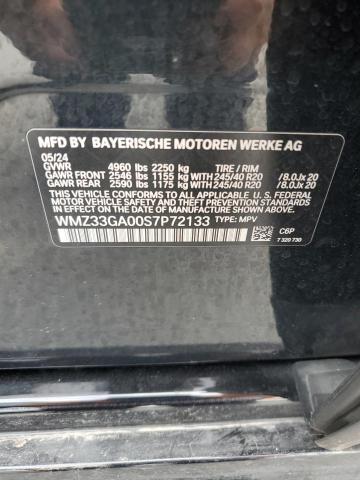 MFD BY BAYERISCHE MOTOREN WERKE AG
05/24
GVWR 4960 lbs 2250 kg TIRE / RIM
GAWR FRONT 2546 lbs 1155 kg WITH 245/40 R20 /8.0Jx 20
GAWR REAR 2590 lbs 1175 kg WITH 245/40 R20 /8.0Jx 20
THIS VEHICLE CONFORMS TO ALL APPLICABLE FEDERAL
MOTOR VEHICLE SAFETY, BUMPER, AND THEFT PREVENTION
STANDARDS IN EFFECT ON THE DATE OF MANUFACTURE
SHOWN ABOVE.
WMZ33GA00S7P72133 TYPE: MPV
C6P
7 320 730